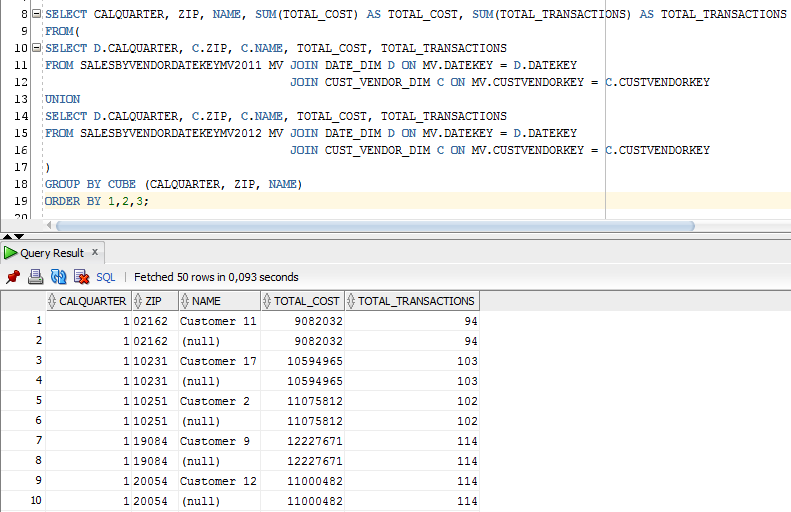 8 SELECT CALQUARTER, ZIP, NAME, SUM(TOTAL_COST) AS TOTAL_COST, SUM(TOTAL_TRANSACTIONS) AS TOTAL_TRANSACTIONS
9 FROM(
10 SELECT D.CALQUARTER, C.ZIP, C.NAME, TOTAL_COST, TOTAL_TRANSACTIONS
11 FROM SALESBYVENDORDATEKEYMV2011 MV JOIN DATE_DIM D ON MV.DATEKEY = D.DATEKEY
12 JOIN CUST_VENDOR_DIM C ON MV.CUSTVENDORKEY = C.CUSTVENDORKEY
13 UNION
14 SELECT D.CALQUARTER, C.ZIP, C.NAME, TOTAL_COST, TOTAL_TRANSACTIONS
15 FROM SALESBYVENDORDATEKEYMV2012 MV JOIN DATE_DIM D ON MV.DATEKEY = D.DATEKEY
16 JOIN CUST_VENDOR_DIM C ON MV.CUSTVENDORKEY = C.CUSTVENDORKEY
17 )
18 GROUP BY CUBE (CALQUARTER, ZIP, NAME)
19 ORDER BY 1,2,3;
20
Query Result x
SQL | Fetched 50 rows in 0,093 seconds
CALQUARTER ZIP NAME TOTAL_COST TOTAL_TRANSACTIONS
1 1 02162 Customer 11 9082032 94
2 1 02162 (null) 9082032 94
3 1 10231 Customer 17 10594965 103
4 1 10231 (null) 10594965 103
5 1 10251 Customer 2 11075812 102
6 1 10251 (null) 11075812 102
7 1 19084 Customer 9 12227671 114
8 1 19084 (null) 12227671 114
9 1 20054 Customer 12 11000482 114
10 1 20054 (null) 11000482 114